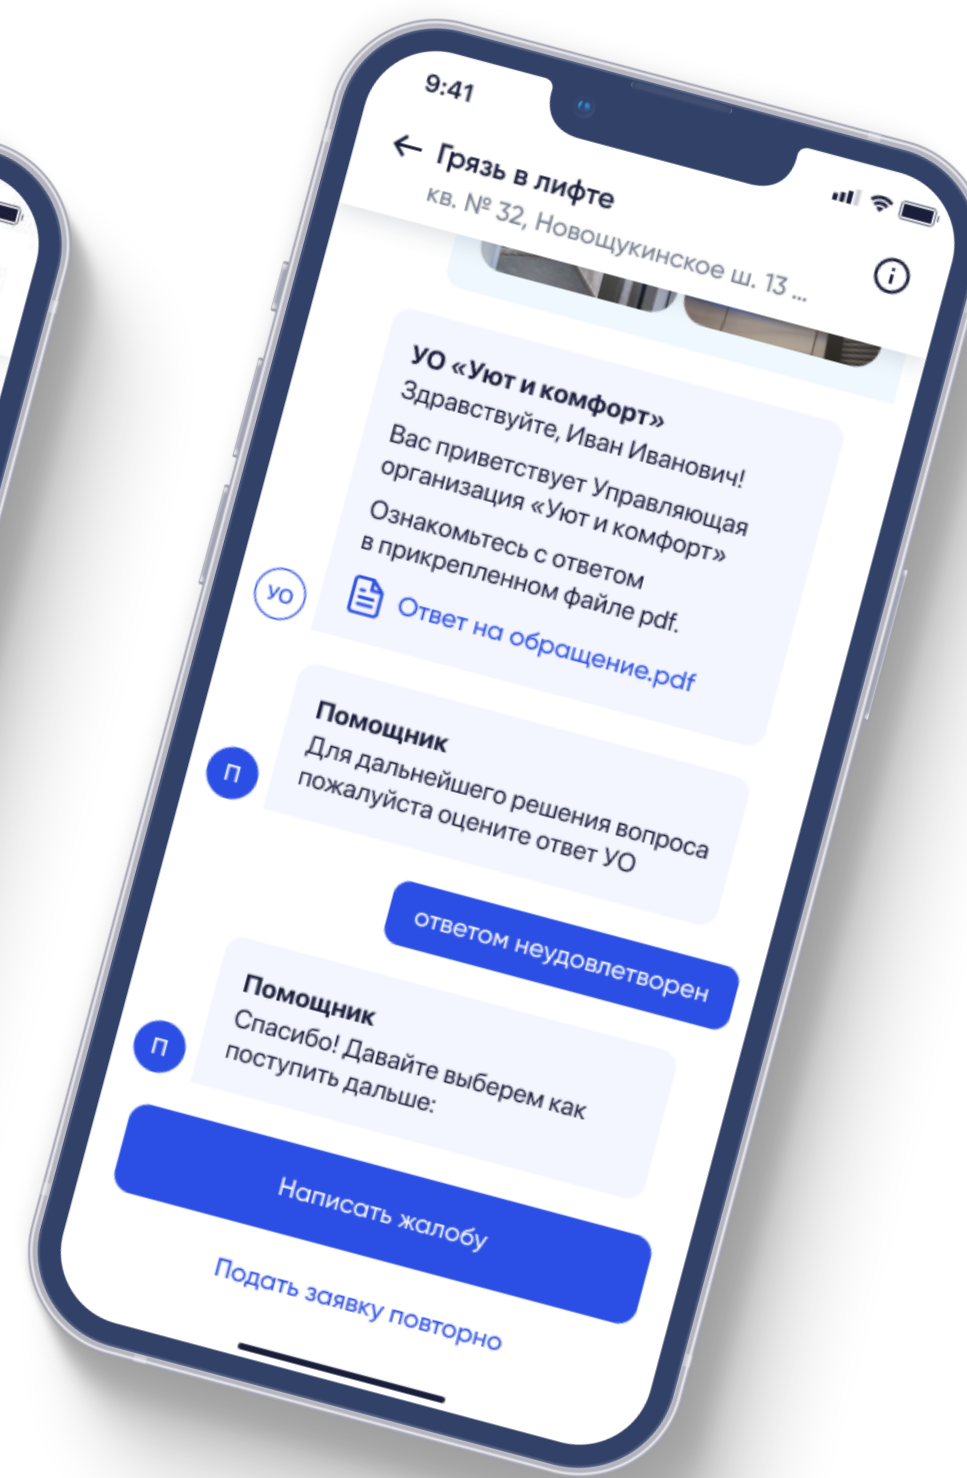 9:41
Грязь в лифте
кв. № 32, Новощукинское ш. 13 ...
УО «Уют и комфорт»
Здравствуйте, Иван Иванович!
Вас приветствует Управляющая
организация «Уют и комфорт»
Ознакомьтесь с ответом
в прикрепленном файле pdf.
УО
Ответ на обращение.pdf
Помощник
П
Для дальнейшего решения вопроса
пожалуйста оцените ответ УО
ответом неудовлетворен
Помощник
П
Спасибо! Давайте выберем как
поступить дальше:
Написать жалобу
Подать заявку повторно